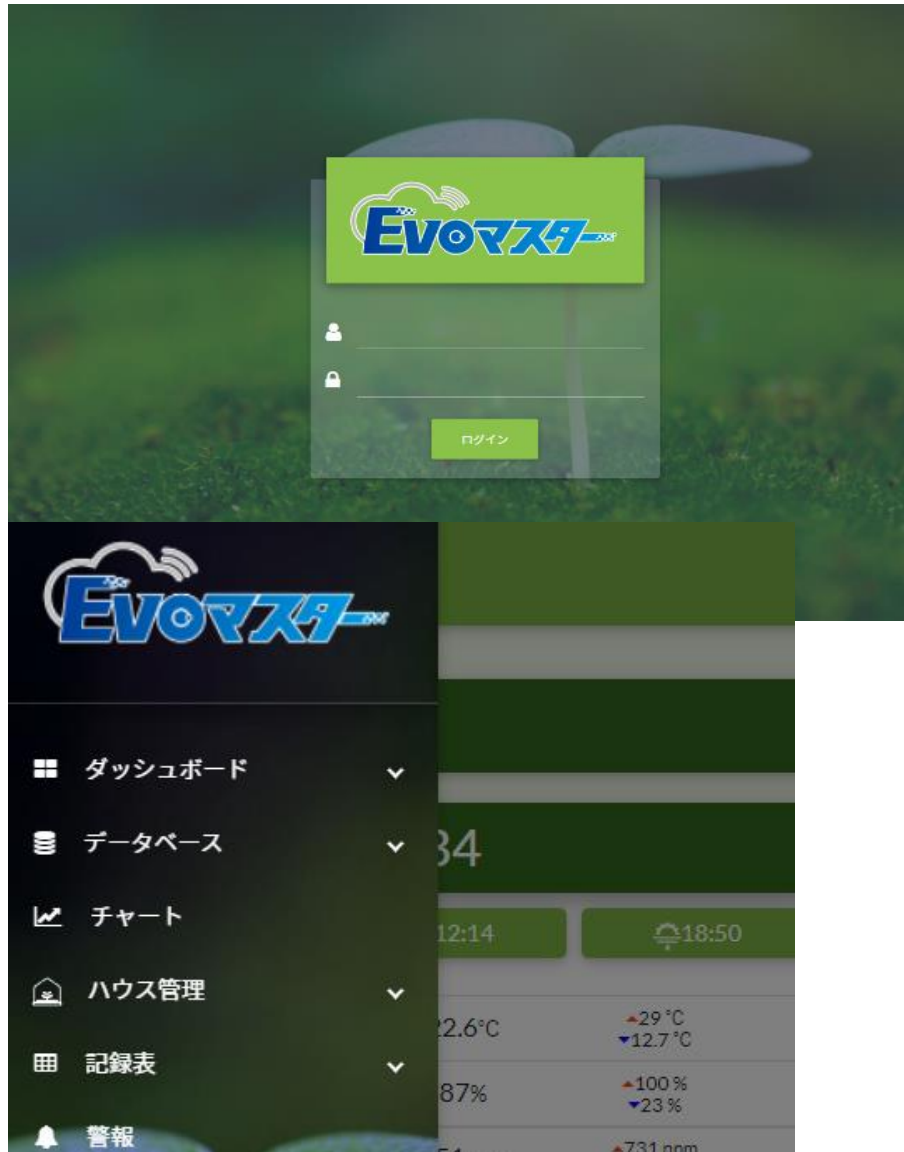 EVOマスター
ログイン
EVOマスター
ダッシュボード
データベース
チャート
ハウス管理
記録表
警報
34
12:14
18:50
22.6℃
29 ℃
12.7 ℃
87%
100 %
23 %
731 ppm